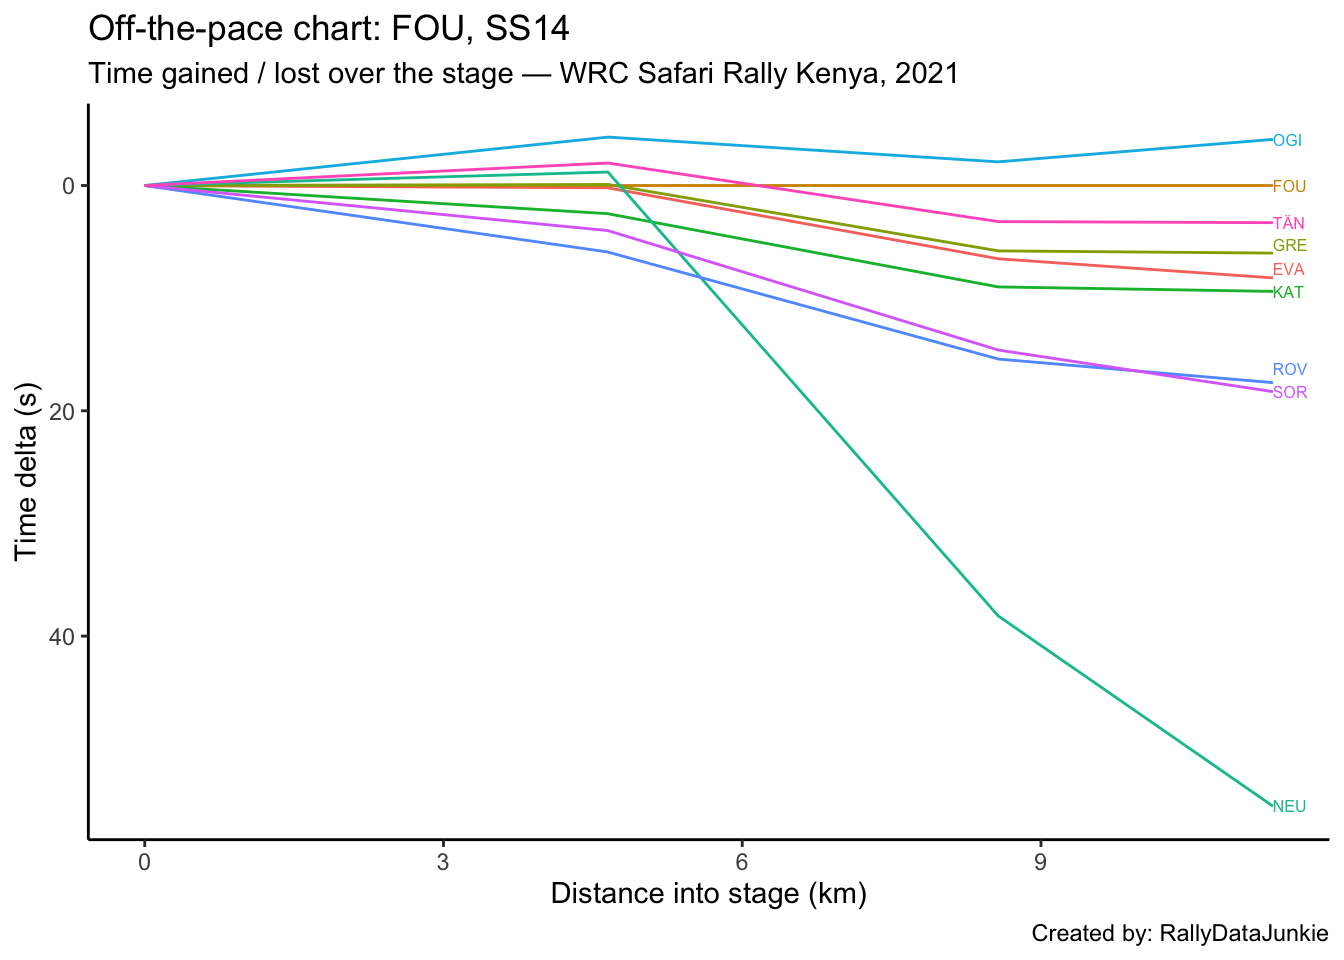 Off-the-pace chart: FOU, SS14
Time gained / lost over the stage — WRC Safari Rally Kenya, 2021
OGI
0
FOU
TÄN
GRE
EVA
KAT
ROV
SOR
20
40
NEU
Time delta (s)
0 3 6 9
Distance into stage (km)
Created by: RallyDataJunkie